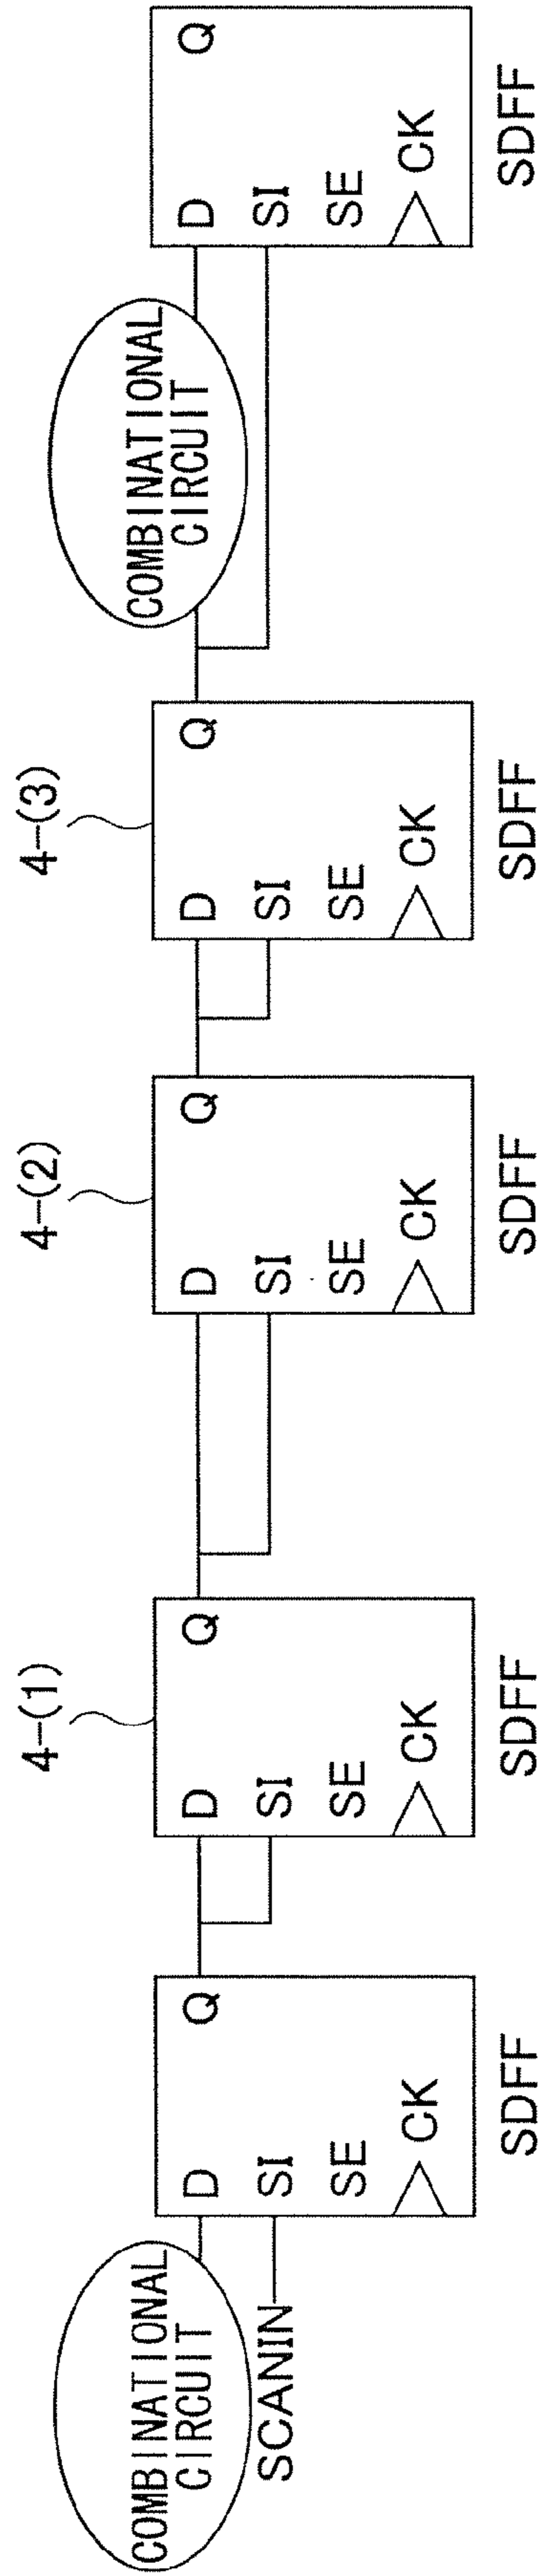 COMBINATIONAL
CIRCUIT
SCANIN
D
Q
SI
SE
CK
SDFF
4-(1)
D
Q
SI
SE
CK
SDFF
4-(2)
D
Q
SI
SE
CK
SDFF
4-(3)
D
Q
SI
SE
CK
SDFF
COMBINATIONAL
CIRCUIT
D
Q
SI
SE
CK
SDFF